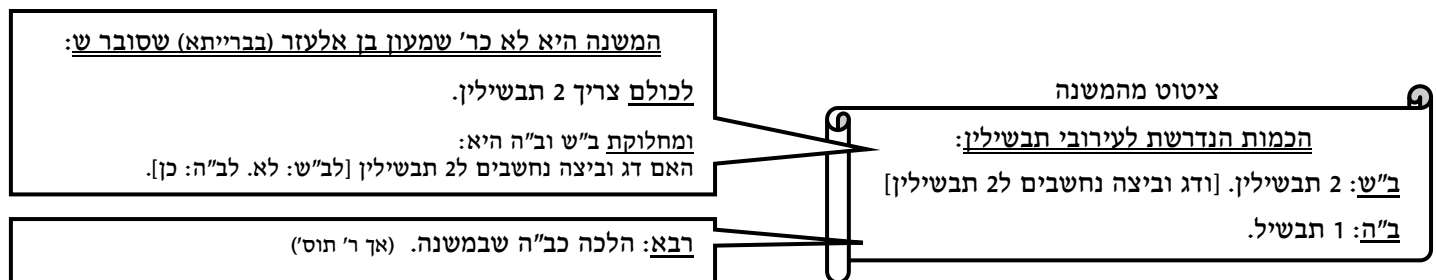 ציטוט מהמשנה
הכמות הנדרשת לעירובי תבשילין:
ב"ש: 2 תבשילין. [ודג וביצה נחשבים ל2 תבשילין]
ב"ה: 1 תבשיל.
המשנה היא לא כר' שמעון בן אלעזר (בברייתא) שסובר ש:
לכולם צריך 2 תבשילין.
ומחלוקת ב"ש וב"ה היא:
האם דג וביצה נחשבים ל2 תבשילין [לב"ש: לא. לב"ה: כן].
רבא: הלכה כב"ה שבמשנה. (אך ר' תוס')